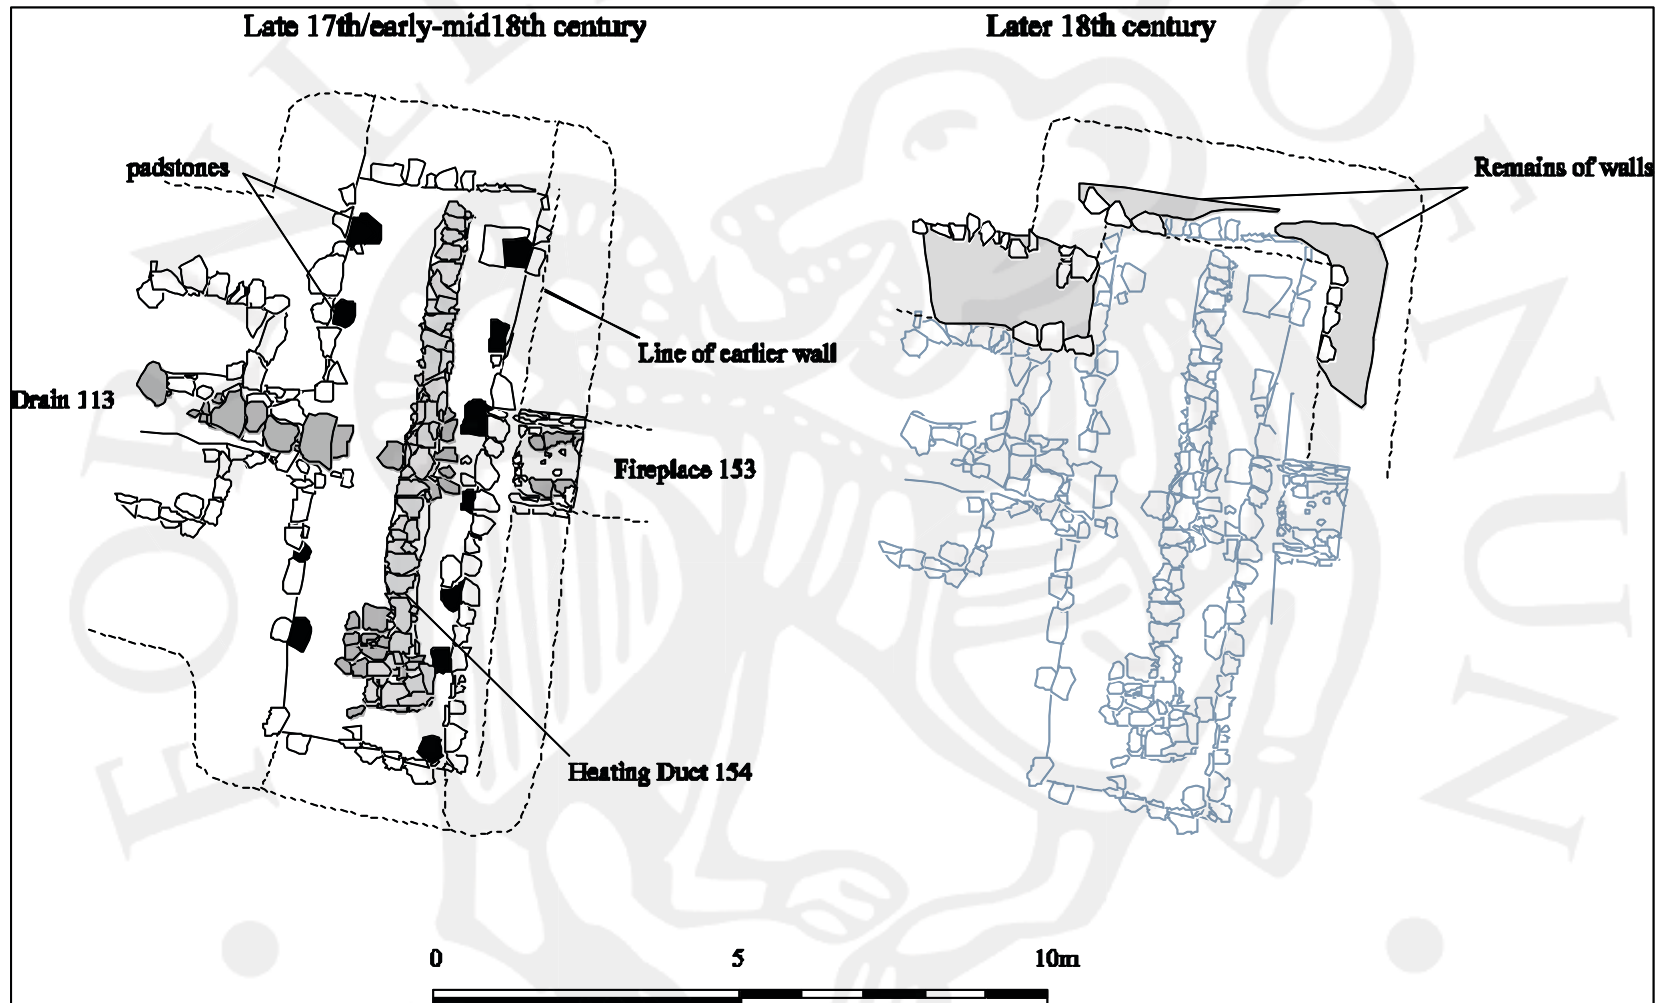 Late 17th/early-mid18th century
Later 18th century
padstones
Remains of walls
Line of earlier wall
Drain 113
Fireplace 153
Heating Duct 154
0 5 10m